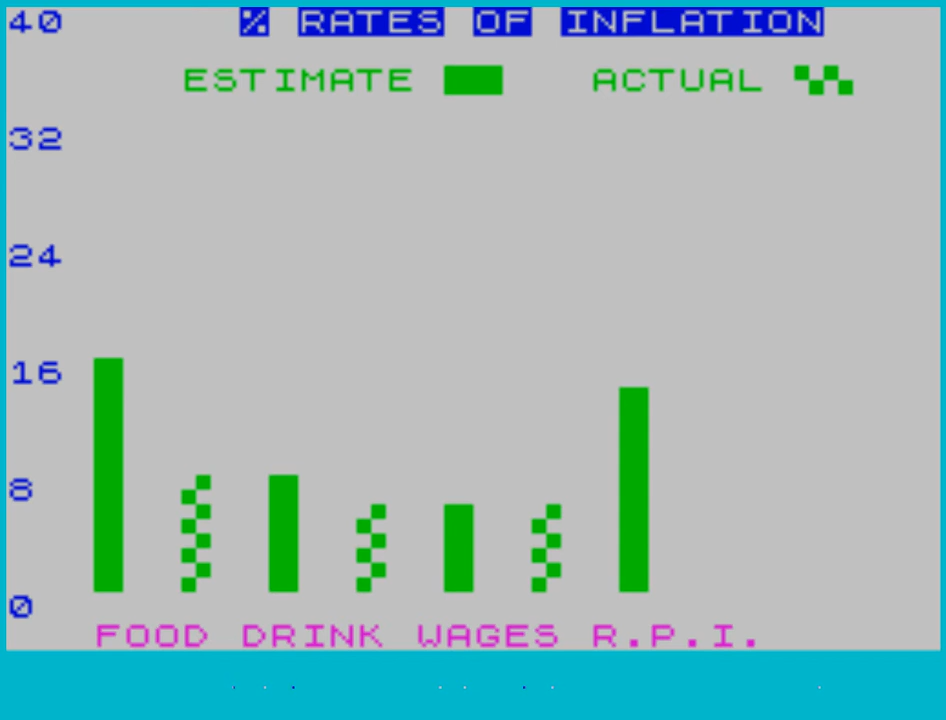 40 % RATES OF INFLATION
ESTIMATE ACTUAL
32
24
16
8
0
FOOD DRINK WAGES R.P.I.